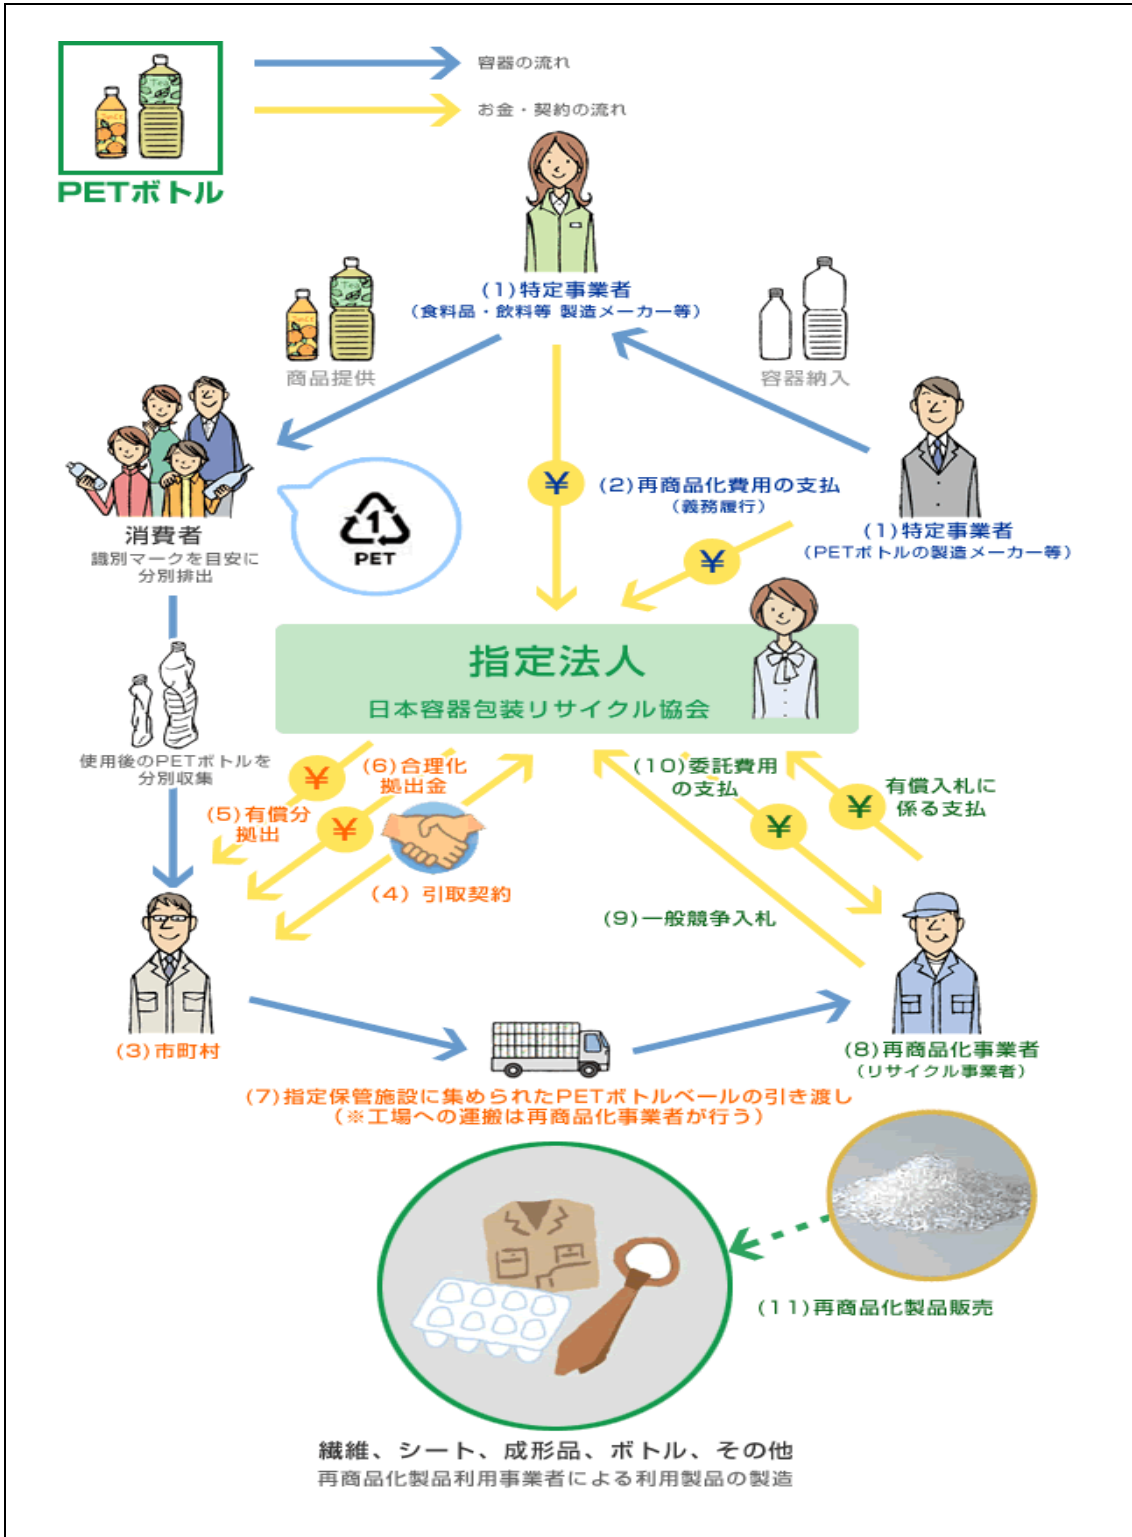 容器の流れ
お金・契約の流れ
PETボトル
(1)特定事業者
(食料品・飲料等 製造メーカー等)
商品提供
容器納入
(2)再商品化費用の支払
(義務履行)
(1)特定事業者
(PETボトルの製造メーカー等)
消費者
識別マークを目安に
分別排出
1
PET
指定法人
日本容器包装リサイクル協会
使用後のPETボトルを
分別収集
(5)有償分
拠出
(6)合理化
拠出金
(4) 引取契約
(10)委託費用
の支払
有償入札に
係る支払
(9)一般競争入札
(3)市町村
(8)再商品化事業者
(リサイクル事業者)
(7)指定保管施設に集められたPETボトルベールの引き渡し
(※工場への運搬は再商品化事業者が行う)
(11)再商品化製品販売
繊維、シート、成形品、ボトル、その他
再商品化製品利用事業者による利用製品の製造
¥
¥
¥
¥
¥
¥